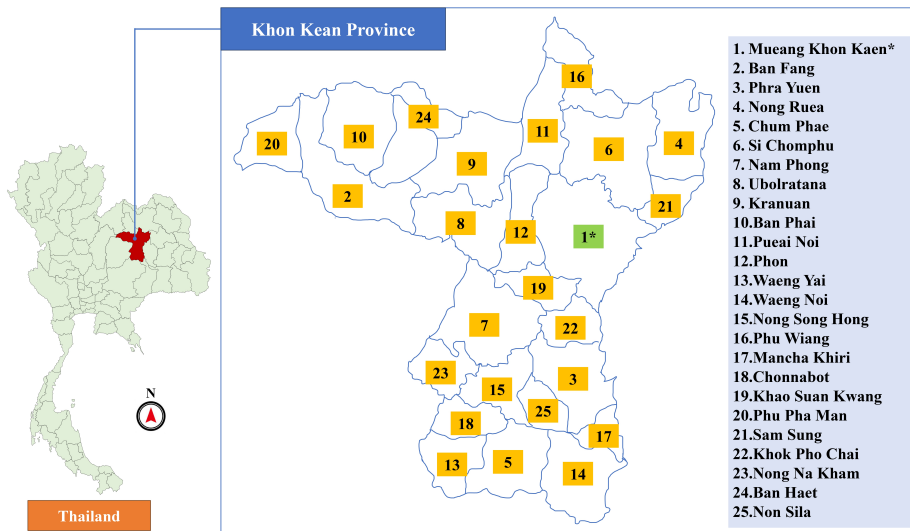 Khon Kean Province
16
24
11
20
10
6
4
9
2
21
8
12
1*
19
7
22
23
3
15
25
18
17
13
5
14
N
Thailand
1. Mueang Khon Kaen*
2. Ban Fang
3. Phra Yuen
4. Nong Ruea
5. Chum Phae
6. Si Chomphu
7. Nam Phong
8. Ubolratana
9. Kranuan
10.Ban Phai
11.Pueai Noi
12.Phon
13.Waeng Yai
14.Waeng Noi
15.Nong Song Hong
16.Phu Wiang
17.Mancha Khiri
18.Chonnabot
19.Khao Suan Kwang
20.Phu Pha Man
21.Sam Sung
22.Khok Pho Chai
23.Nong Na Kham
24.Ban Haet
25.Non Sila